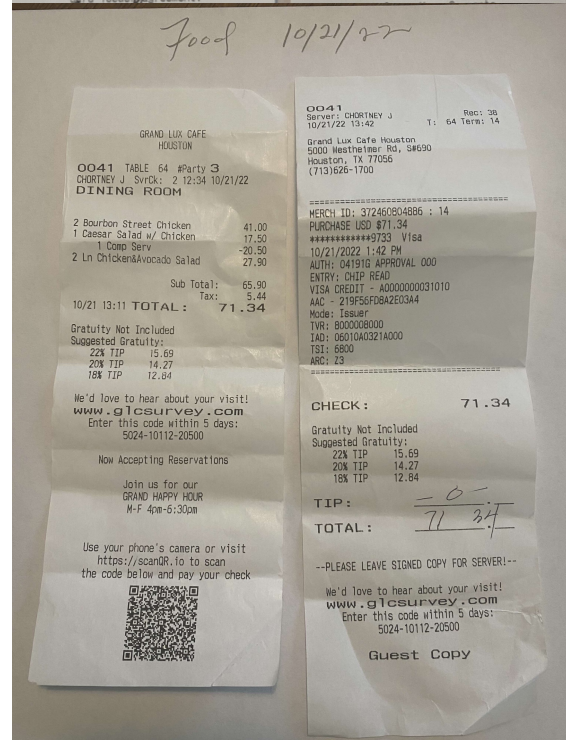 Food 10/21/22
GRAND LUX CAFE
HOUSTON
0041 TABLE 64 #Party 3
CHORTNEY J SvrCk: 2 12:34 10/21/22
DINING ROOM
2 Bourbon Street Chicken 41.00
1 Caesar Salad w/ Chicken 17.50
1 Comp Serv -20.50
2 Ln Chicken&Avocado Salad 27.90
Sub Total: 65.90
Tax: 5.44
10/21 13:11 TOTAL: 71.34
Gratuity Not Included
Suggested Gratuity:
22% TIP 15.69
20% TIP 14.27
18% TIP 12.84
We'd love to hear about your visit!
www.glcsurvey.com
Enter this code within 5 days:
5024-10112-20500
Now Accepting Reservations
Join us for our
GRAND HAPPY HOUR
M-F 4pm-6:30pm
Use your phone's camera or visit
https://scanQR.io to scan
the code below and pay your check
0041
Server: CHORTNEY J Rec: 38
10/21/22 13:42 T: 64 Term: 14
Grand Lux Cafe Houston
5000 Westheimer Rd, S#690
Houston, TX 77056
(713)626-1700
MERCH ID: 372460804886 : 14
PURCHASE USD $71.34
************9733 Visa
10/21/2022 1:42 PM
AUTH: 04191G APPROVAL 000
ENTRY: CHIP READ
VISA CREDIT - A0000000031010
AAC - 219F56FD8A2E03A4
Mode: Issuer
TVR: 8000008000
IAD: 06010A0321A000
TSI: 6800
ARC: Z3
CHECK: 71.34
Gratuity Not Included
Suggested Gratuity:
22% TIP 15.69
20% TIP 14.27
18% TIP 12.84
TIP: - 0 -
TOTAL: 71 34
--PLEASE LEAVE SIGNED COPY FOR SERVER!--
We'd love to hear about your visit!
www.glcsurvey.com
Enter this code within 5 days:
5024-10112-20500
Guest Copy